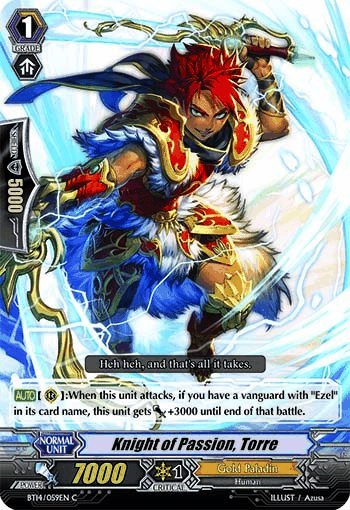 1
GRADE
SHIELD
5000
Heh heh, and that's all it takes.
AUTO [ ]:When this unit attacks, if you have a vanguard with "Ezel"
in its card name, this unit gets +3000 until end of that battle.
NORMAL
UNIT
Knight of Passion, Torre
POWER
7000
1
CRITICAL
Gold Paladin
Human
BT14/059EN C
ILLUST / Azusa